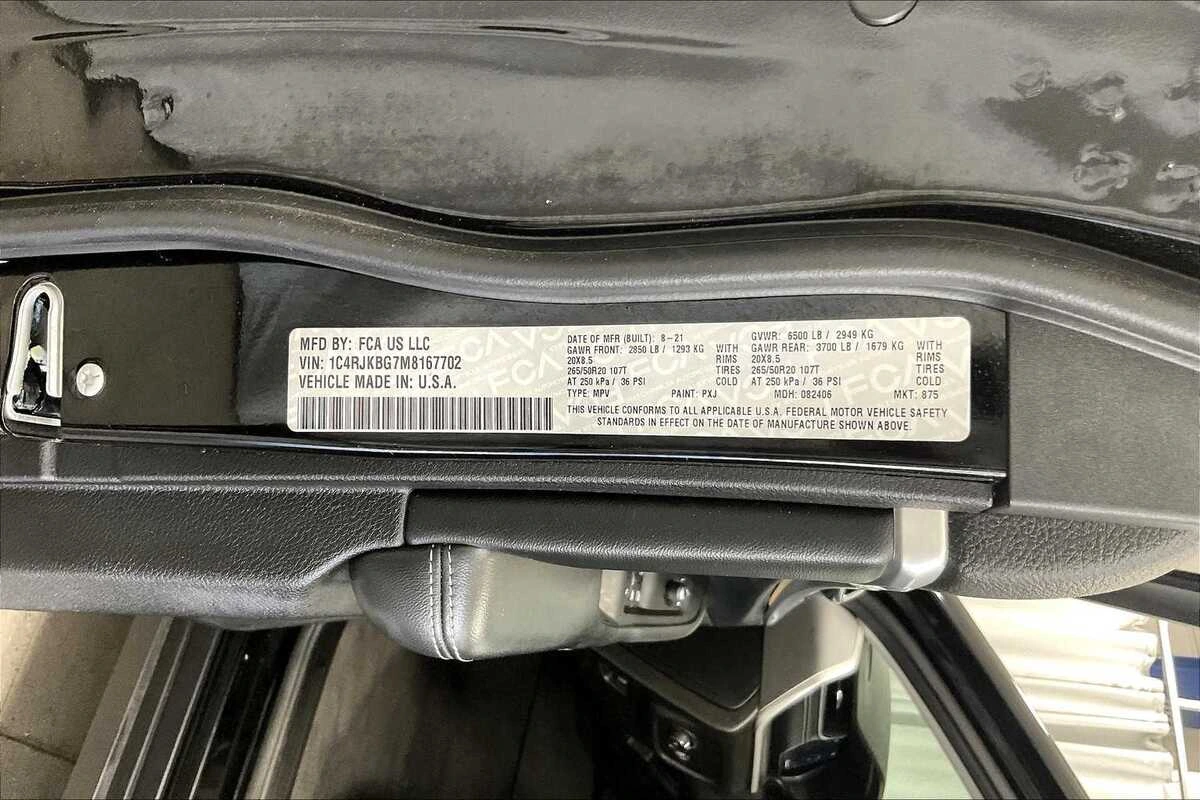 MFD BY: FCA US LLC
VIN: 1C4RJKBG7M8167702
VEHICLE MADE IN: U.S.A.
DATE OF MFR (BUILT): 8-21 GVWR: 6500 LB / 2949 KG
GAWR FRONT: 2850 LB / 1293 KG WITH GAWR REAR: 3700 LB / 1679 KG WITH
20X8.5 RIMS 20X8.5 RIMS
265/50R20 107T TIRES 265/50R20 107T TIRES
AT 250 kPa / 36 PSI COLD AT 250 kPa / 36 PSI COLD
TYPE: MPV PAINT: PXJ MDH: 082406 MKT: 875
THIS VEHICLE CONFORMS TO ALL APPLICABLE U.S.A. FEDERAL MOTOR VEHICLE SAFETY
STANDARDS IN EFFECT ON THE DATE OF MANUFACTURE SHOWN ABOVE.